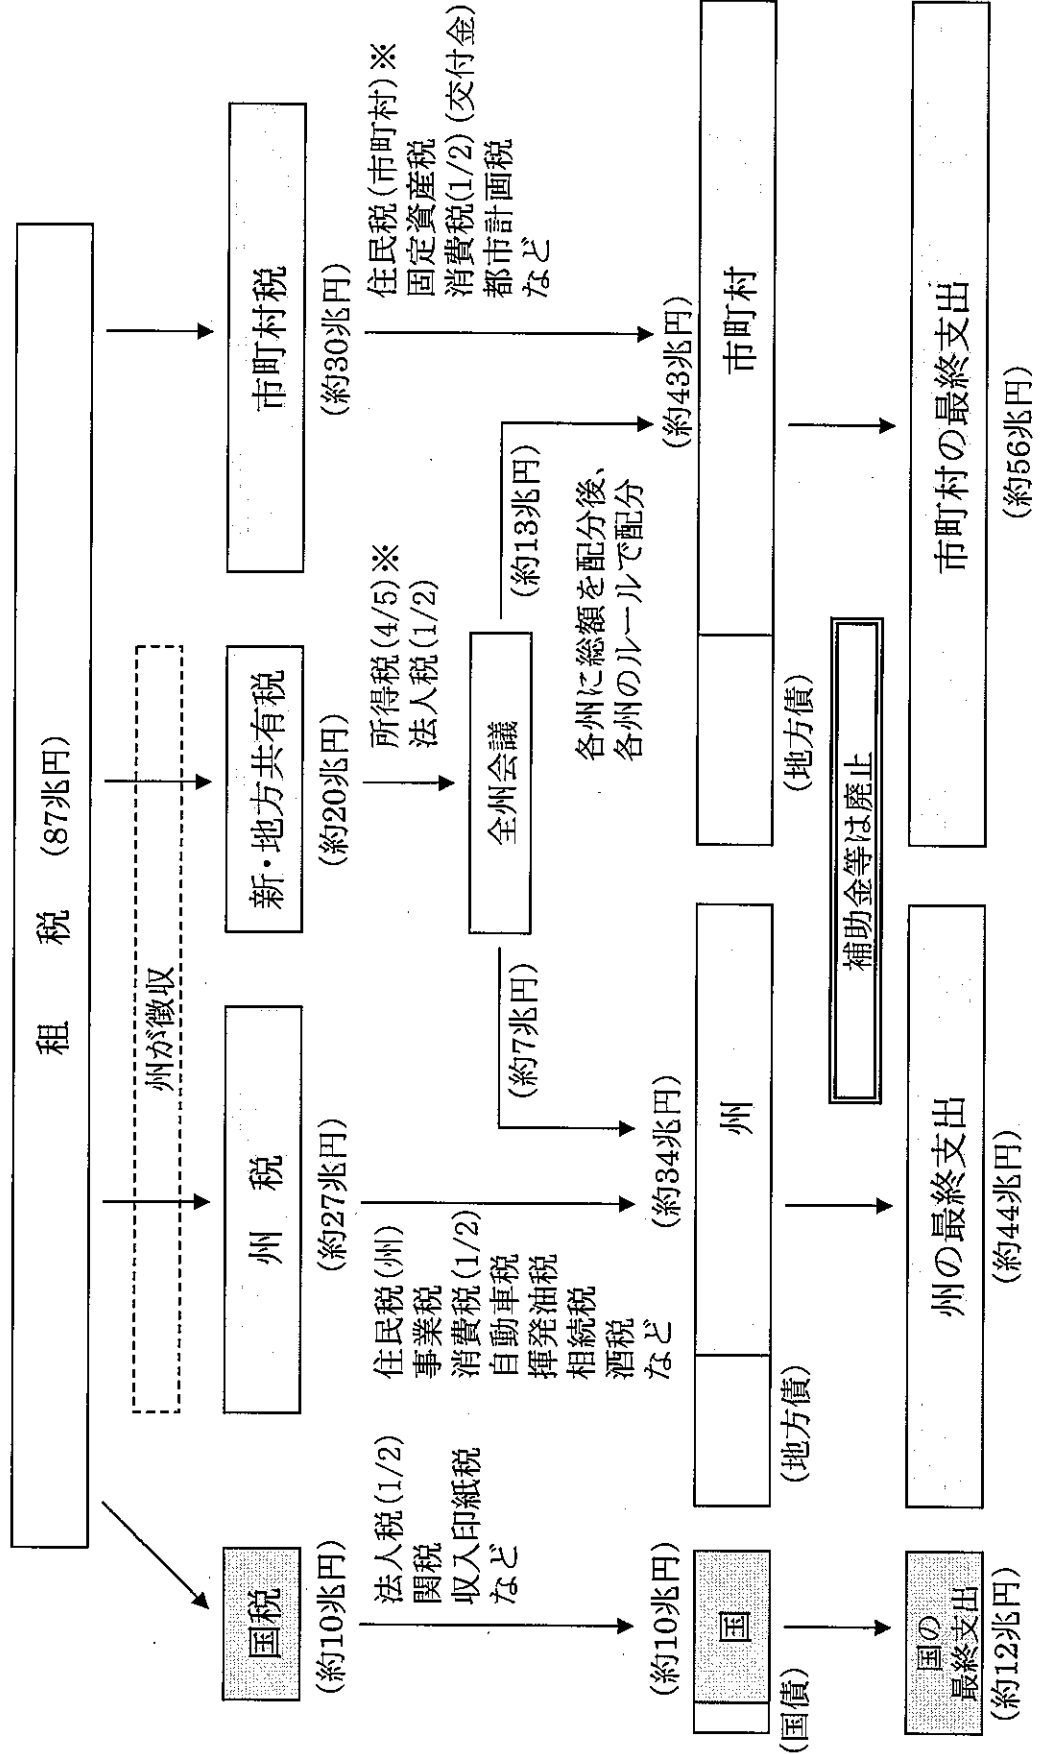 租　税　(87兆円)
州が徴収
国税
(約10兆円)
州　税
(約27兆円)
新・地方共有税
(約20兆円)
市町村税
(約30兆円)
法人税(1/2)
関税
収入印紙税
など
住民税(州)
事業税
消費税(1/2)
自動車税
揮発油税
相続税
酒税
など
所得税(4/5)※
法人税(1/2)
住民税(市町村)※
固定資産税
消費税(1/2)(交付金)
都市計画税
など
全州会議
(約7兆円)
(約13兆円)
各州に総額を配分後、
各州のルールで配分
(約10兆円)
国
(国債)
(約34兆円)
州
(地方債)
(約43兆円)
市町村
(地方債)
補助金等は廃止
国の
最終支出
(約12兆円)
州の最終支出
(約44兆円)
市町村の最終支出
(約56兆円)